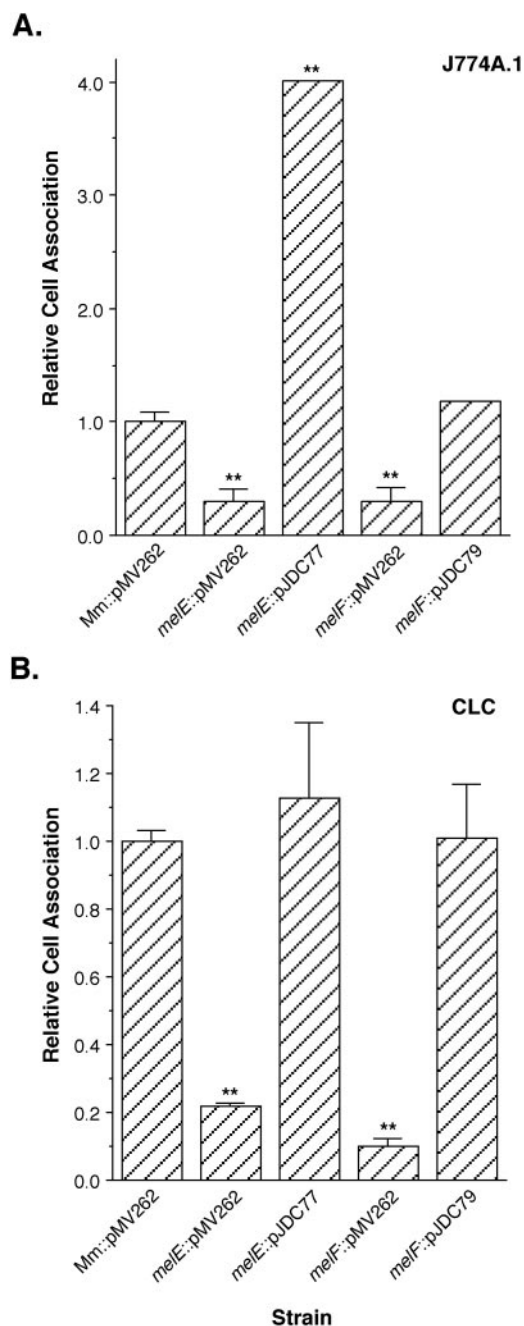 A.
J774A.1
**
4.0
3.0
2.0
1.0
0.0
**
**
Relative Cell Association
Mm::pMV262
melE::pMV262
melE::pJDC77
melF::pMV262
melF::pJDC79
B.
CLC
1.4
1.2
1.0
0.8
0.6
0.4
0.2
0.0
**
**
Relative Cell Association
Mm::pMV262
melE::pMV262
melE::pJDC77
melF::pMV262
melF::pJDC79
Strain